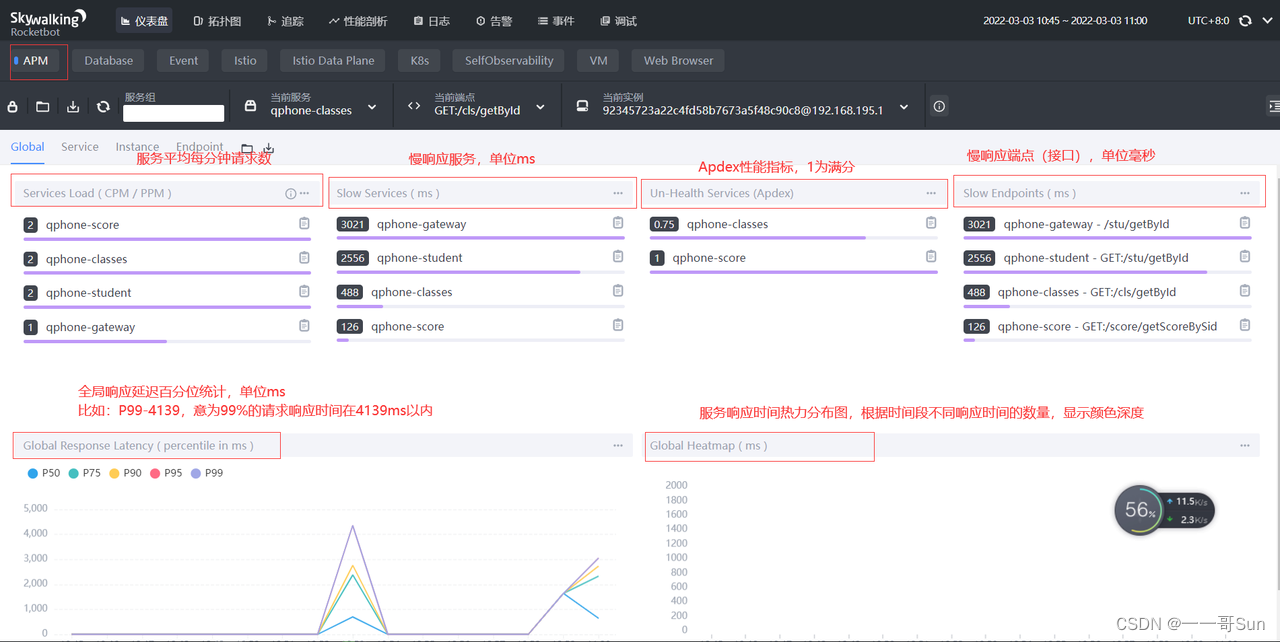 Skywalking
Rocketbot
仪表盘
拓扑图
追踪
性能剖析
日志
告警
事件
调试
2022-03-03 10:45 ~ 2022-03-03 11:00
UTC+8:0
APM
Database
Event
Istio
Istio Data Plane
K8s
SelfObservability
VM
Web Browser
服务组
当前服务
qphone-classes
当前端点
GET:/cls/getById
当前实例
92345723a22c4fd58b7673a5f48c90c8@192.168.195.1
Global
Service
Instance
Endpoint
服务平均每分钟请求数
慢响应服务，单位ms
Apdex性能指标，1为满分
慢响应端点（接口），单位毫秒
Services Load ( CPM / PPM )
2 qphone-score
2 qphone-classes
2 qphone-student
1 qphone-gateway
Slow Services ( ms )
3021 qphone-gateway
2556 qphone-student
488 qphone-classes
126 qphone-score
Un-Health Services (Apdex)
0.75 qphone-classes
1 qphone-score
Slow Endpoints ( ms )
3021 qphone-gateway - /stu/getById
2556 qphone-student - GET:/stu/getById
488 qphone-classes - GET:/cls/getById
126 qphone-score - GET:/score/getScoreBySid
全局响应延迟百分位统计，单位ms
比如：P99-4139，意为99%的请求响应时间在4139ms以内
服务响应时间热力分布图，根据时间段不同响应时间的数量，显示颜色深度
Global Response Latency ( percentile in ms )
P50 P75 P90 P95 P99
5,000
4,000
3,000
2,000
1,000
0
Global Heatmap ( ms )
2000
1800
1600
1400
1200
1000
800
600
400
200
0
56%
11.5K/s
2.3K/s
CSDN @一一哥Sun